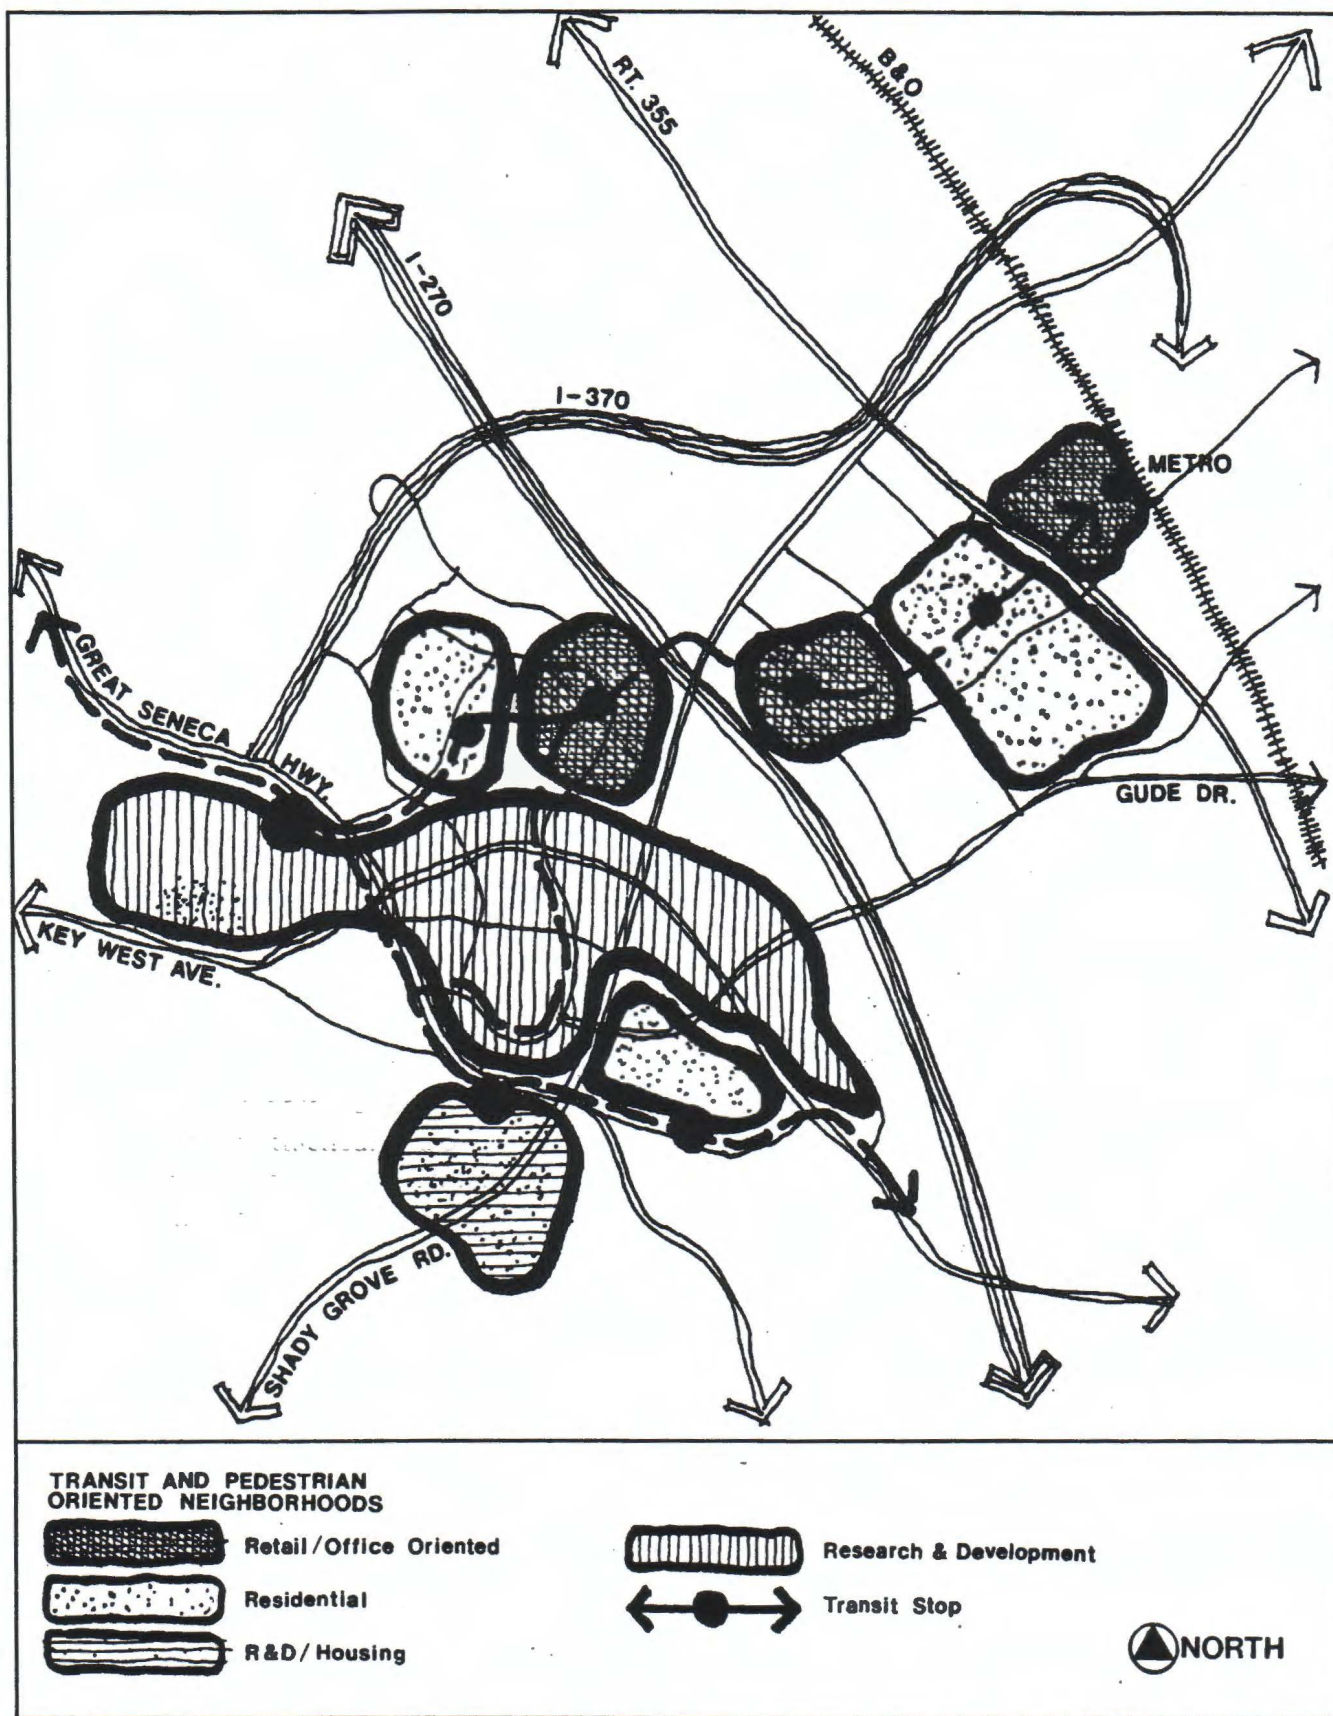 RT. 355
B&O
I-270
I-370
METRO
GREAT SENECA HWY.
GUDE DR.
KEY WEST AVE.
SHADY GROVE RD.
TRANSIT AND PEDESTRIAN
ORIENTED NEIGHBORHOODS
Retail/Office Oriented
Residential
R&D/Housing
Research & Development
Transit Stop
NORTH